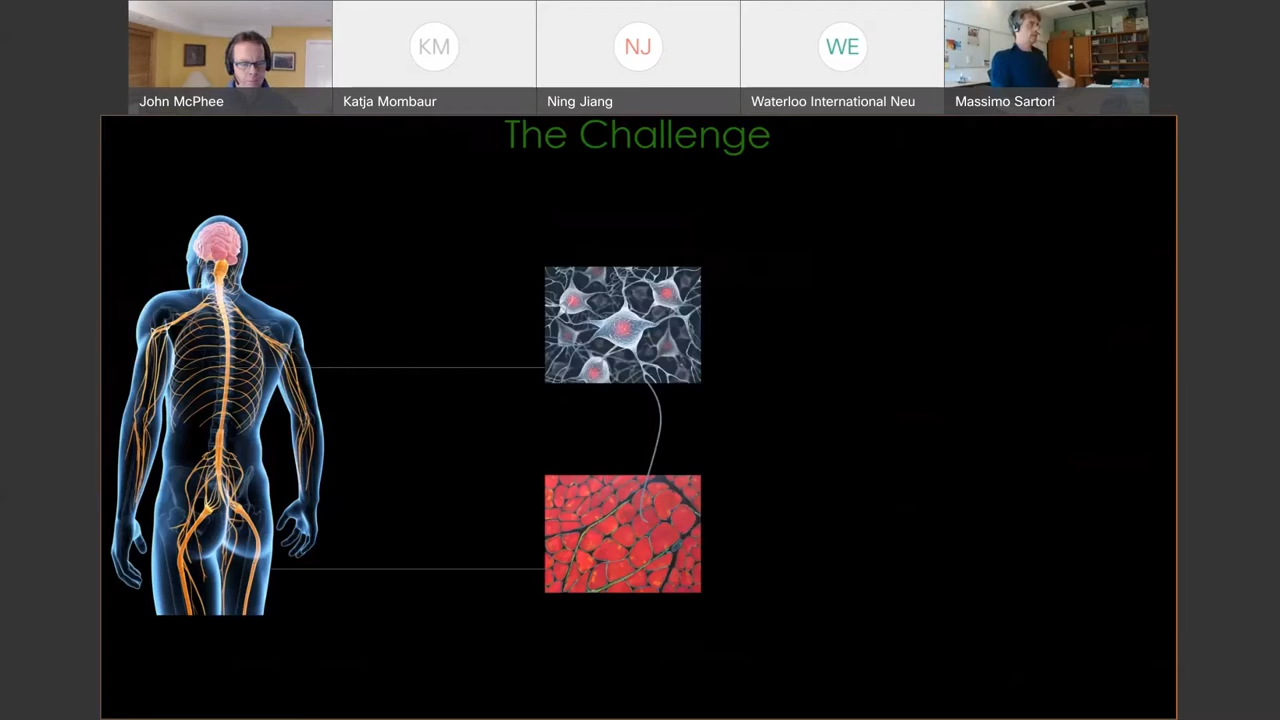 KM
NJ
WE
John McPhee
Katja Mombaur
Ning Jiang
Waterloo International Neu
Massimo Sartori
The Challenge